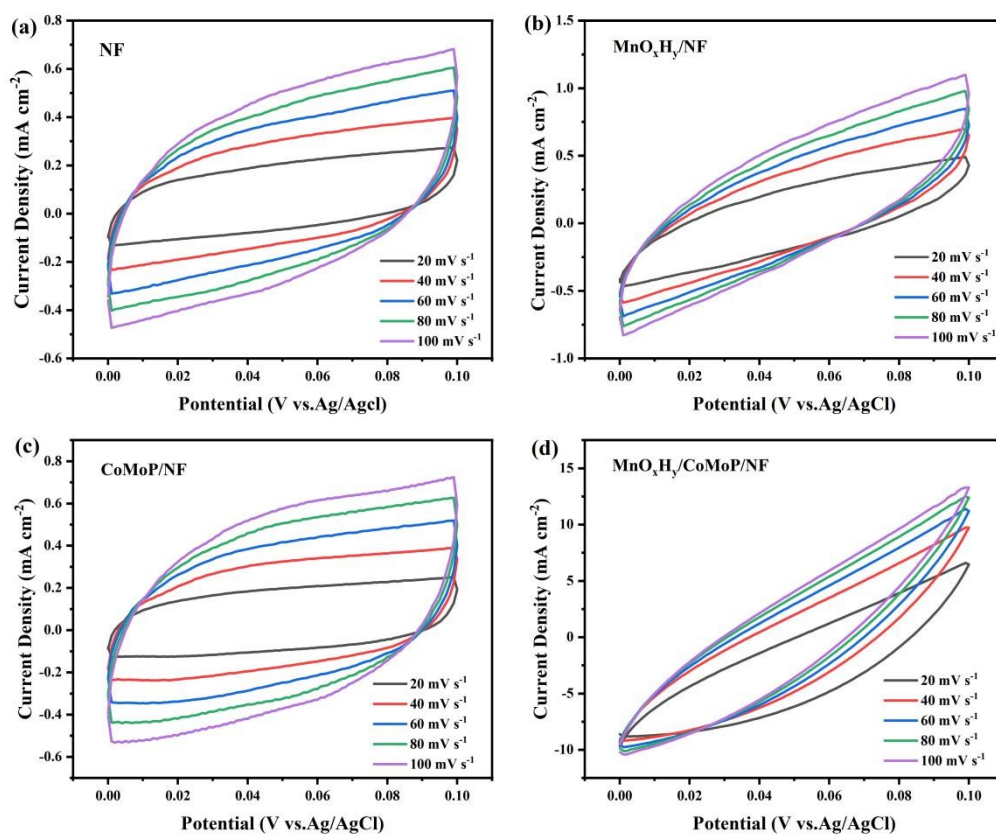 (a)
NF
0.8
0.6
0.4
0.2
0.0
-0.2
-0.4
-0.6
Current Density (mA cm⁻²)
20 mV s⁻¹
40 mV s⁻¹
60 mV s⁻¹
80 mV s⁻¹
100 mV s⁻¹
0.00 0.02 0.04 0.06 0.08 0.10
Pontential (V vs.Ag/Agcl)
(b)
MnOₓHᵧ/NF
1.5
1.0
0.5
0.0
-0.5
-1.0
Current Density (mA cm⁻²)
20 mV s⁻¹
40 mV s⁻¹
60 mV s⁻¹
80 mV s⁻¹
100 mV s⁻¹
0.00 0.02 0.04 0.06 0.08 0.10
Potential (V vs.Ag/AgCl)
(c)
CoMoP/NF
0.8
0.6
0.4
0.2
0.0
-0.2
-0.4
-0.6
Current Density (mA cm⁻²)
20 mV s⁻¹
40 mV s⁻¹
60 mV s⁻¹
80 mV s⁻¹
100 mV s⁻¹
0.00 0.02 0.04 0.06 0.08 0.10
Potential (V vs.Ag/AgCl)
(d)
MnOₓHᵧ/CoMoP/NF
15
10
5
0
-5
-10
Current Density (mA cm⁻²)
20 mV s⁻¹
40 mV s⁻¹
60 mV s⁻¹
80 mV s⁻¹
100 mV s⁻¹
0.00 0.02 0.04 0.06 0.08 0.10
Potential (V vs.Ag/AgCl)